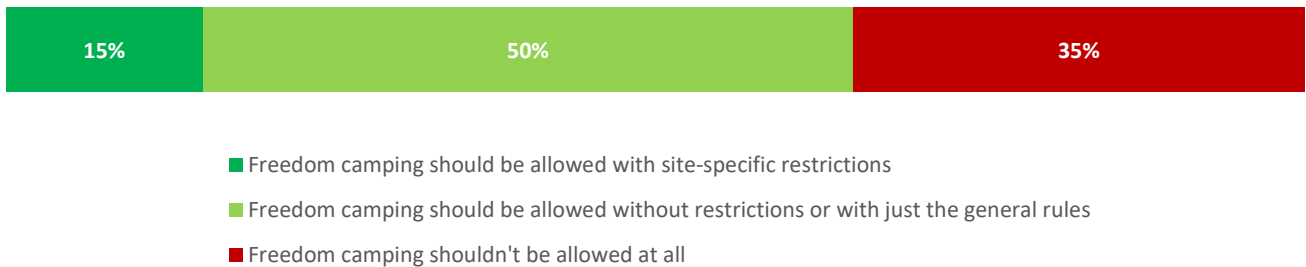 15% 50% 35%
Freedom camping should be allowed with site-specific restrictions
Freedom camping should be allowed without restrictions or with just the general rules
Freedom camping shouldn't be allowed at all